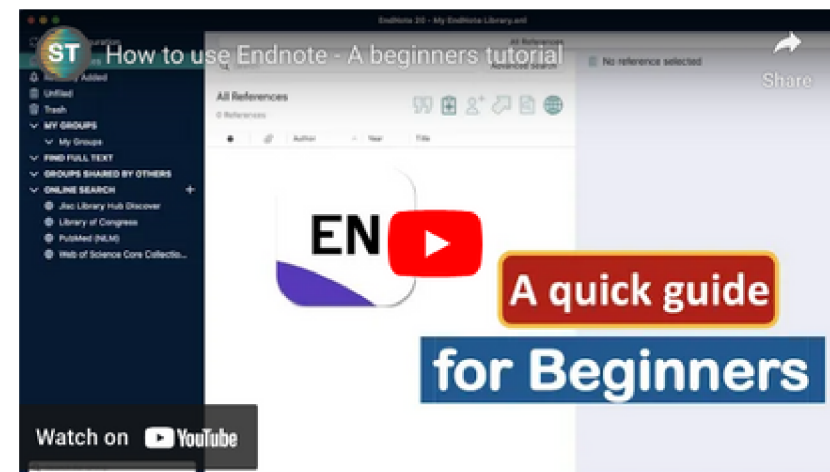 EndNote 20 - My EndNote Library.enl
ST
How to use Endnote - A beginners tutorial
Share
All References
Advanced search
No reference selected
Added
Unfiled
Trash
MY GROUPS
My Groups
FIND FULL TEXT
GROUPS SHARED BY OTHERS
ONLINE SEARCH +
Jisc Library Hub Discover
Library of Congress
PubMed (NLM)
Web of Science Core Collectio...
All References
0 References
Author
Year
Title
EN
A quick guide
for Beginners
Watch on YouTube